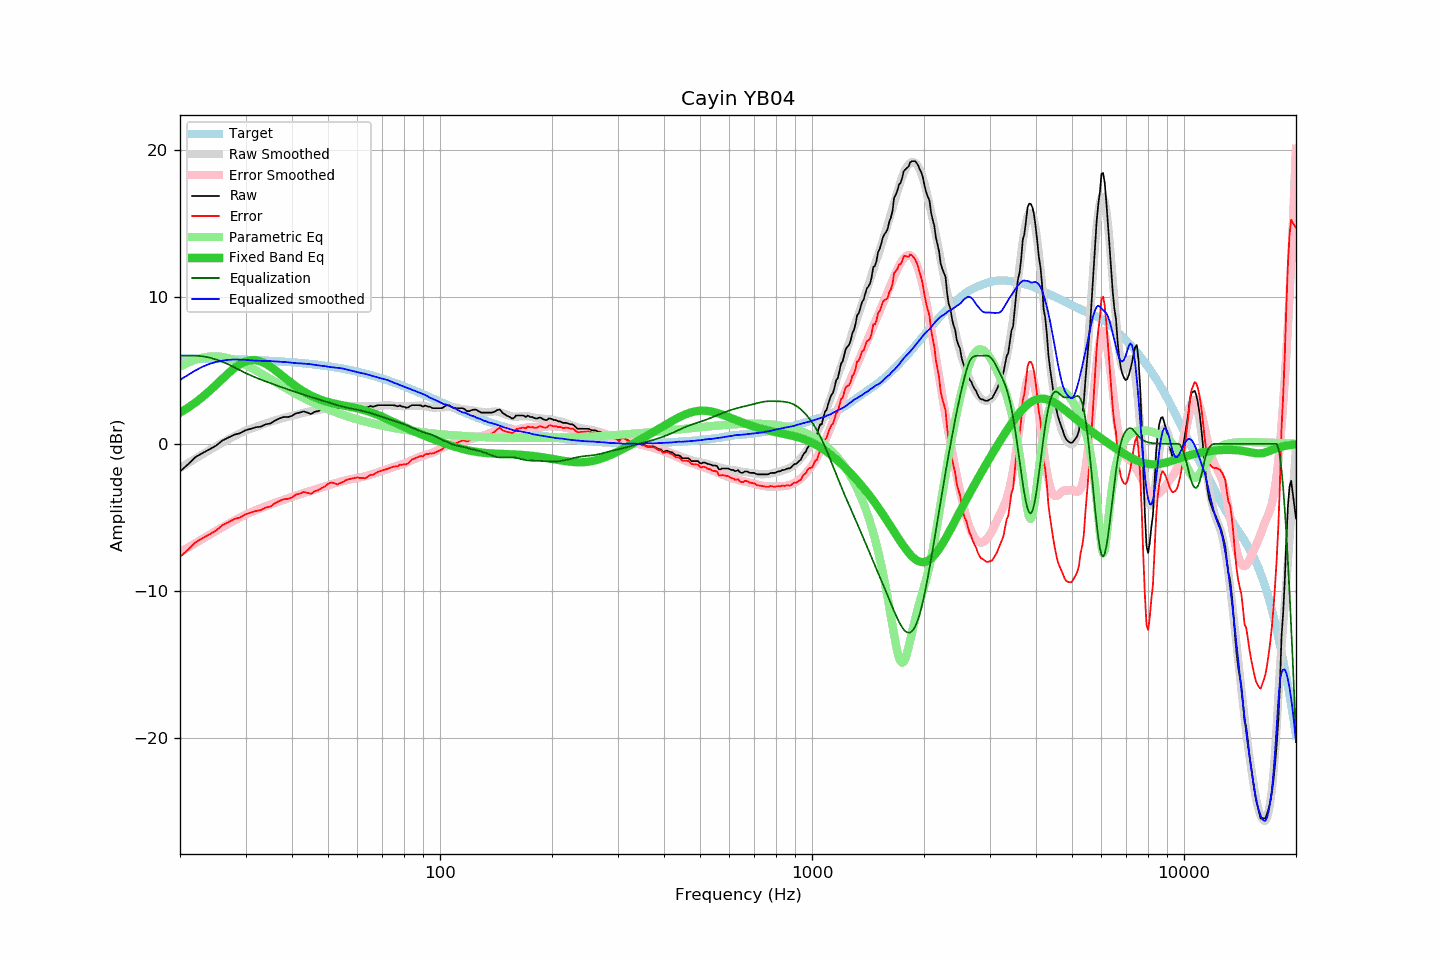 Cayin YB04
Target
Raw Smoothed
Error Smoothed
Raw
Error
Parametric Eq
Fixed Band Eq
Equalization
Equalized smoothed
20
10
0
−10
−20
Amplitude (dBr)
100
1000
10000
Frequency (Hz)